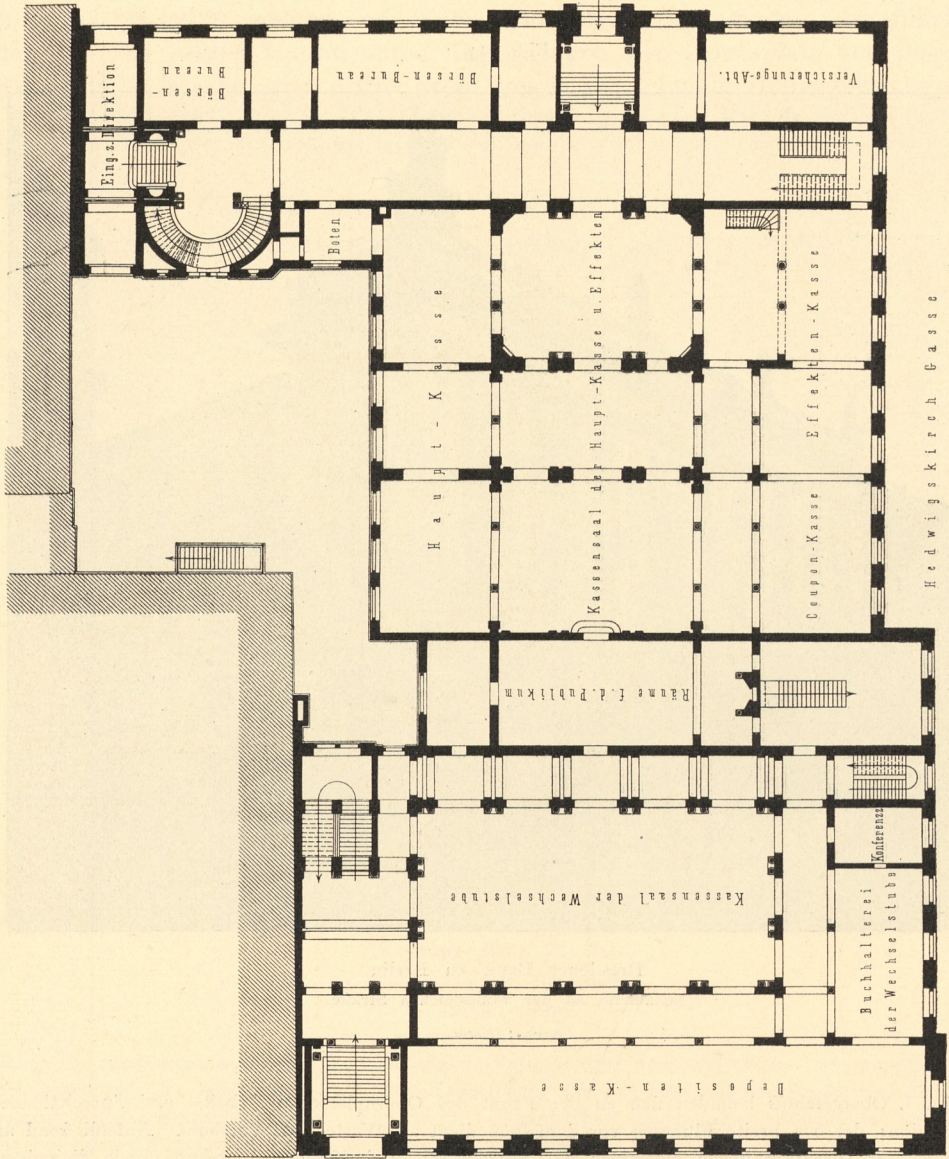 Eing.z.Direktion
Börsen-
Bureau
Börsen-Bureau
Versicherungs-Abt.
Boten
Haupt-Kasse
Kassensaal der Haupt-Kasse u. Effekten
Effekten-Kasse
Coupon-Kasse
Hedwigskirch Gasse
Räume f.d. Publikum
Konferenzz
Kassensaal der Wechselstube
Buchhalterei
der Wechselstube
Depositen-Kasse